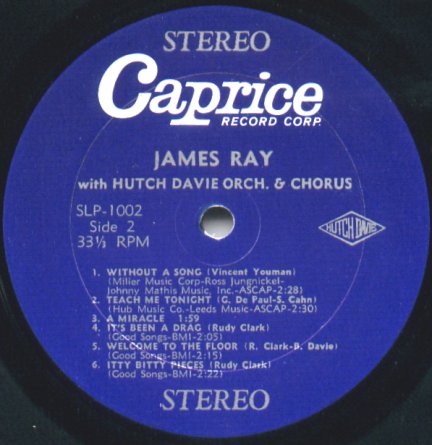 STEREO
Caprice
RECORD CORP.
JAMES RAY
with HUTCH DAVIE ORCH. & CHORUS
SLP-1002
Side 2
33⅓ RPM
HUTCH DAVIE
1. WITHOUT A SONG (Vincent Youman)
(Miller Music Corp-Ross Jungnickel-
Johnny Mathis Music, Inc.-ASCAP-2:28)
2. TEACH ME TONIGHT (G. De Paul-S. Cahn)
(Hub Music Co.-Leeds Music-ASCAP-2:30)
3. A MIRACLE 1:59
4. IT'S BEEN A DRAG (Rudy Clark)
(Good Songs-BMI-2:05)
5. WELCOME TO THE FLOOR (R. Clark-B. Davie)
(Good Songs-BMI-2:15)
6. ITTY BITTY PIECES (Rudy Clark)
(Good Songs-BMI-2:22)
STEREO